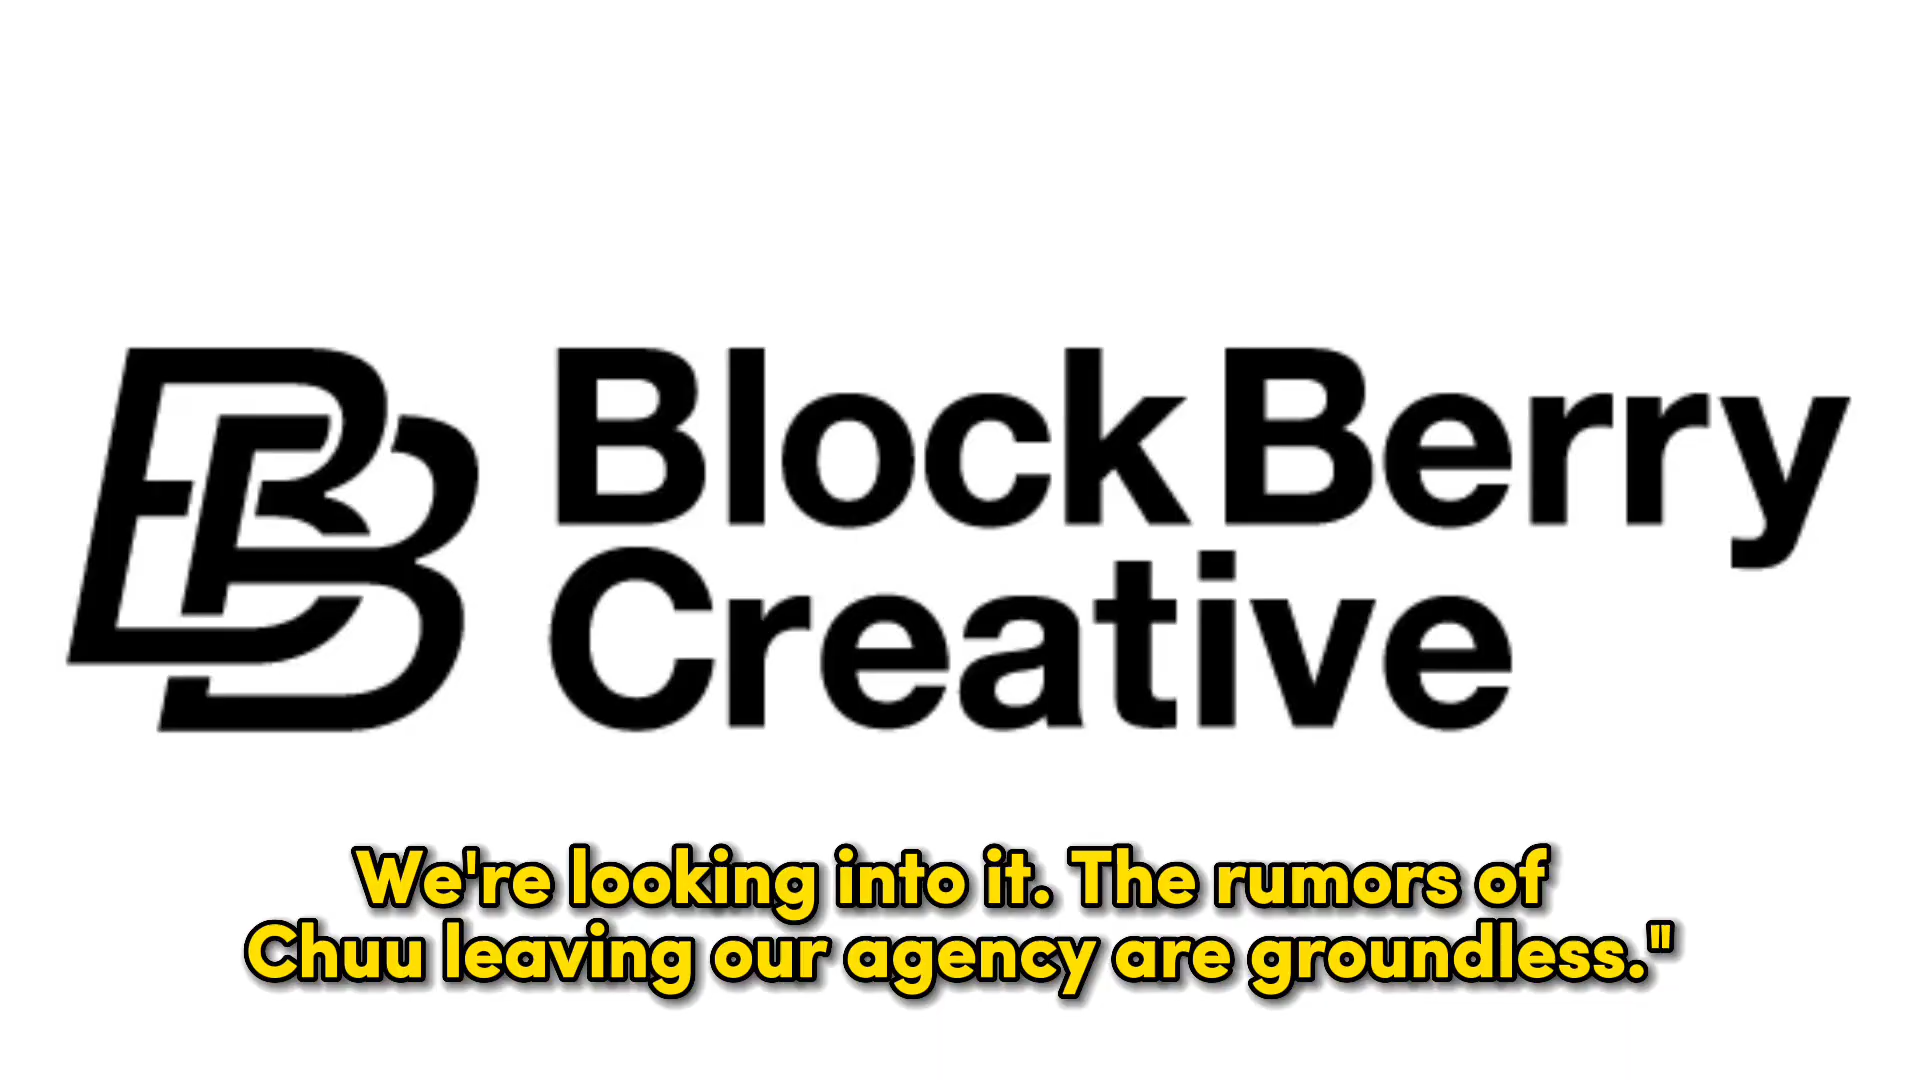 BlockBerry
Creative
We're looking into it. The rumors of
Chuu leaving our agency are groundless."